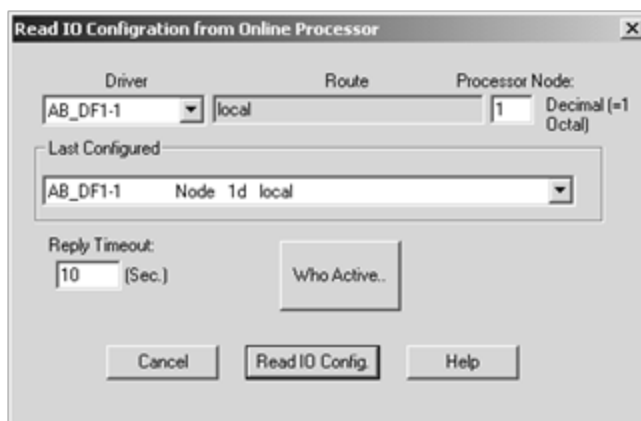 Read IO Configration from Online Processor
Driver Route Processor Node:
AB_DF1-1 local 1 Decimal (=1
Octal)
Last Configured
AB_DF1-1 Node 1d local
Reply Timeout:
10 (Sec.) Who Active..
Cancel Read IO Config. Help